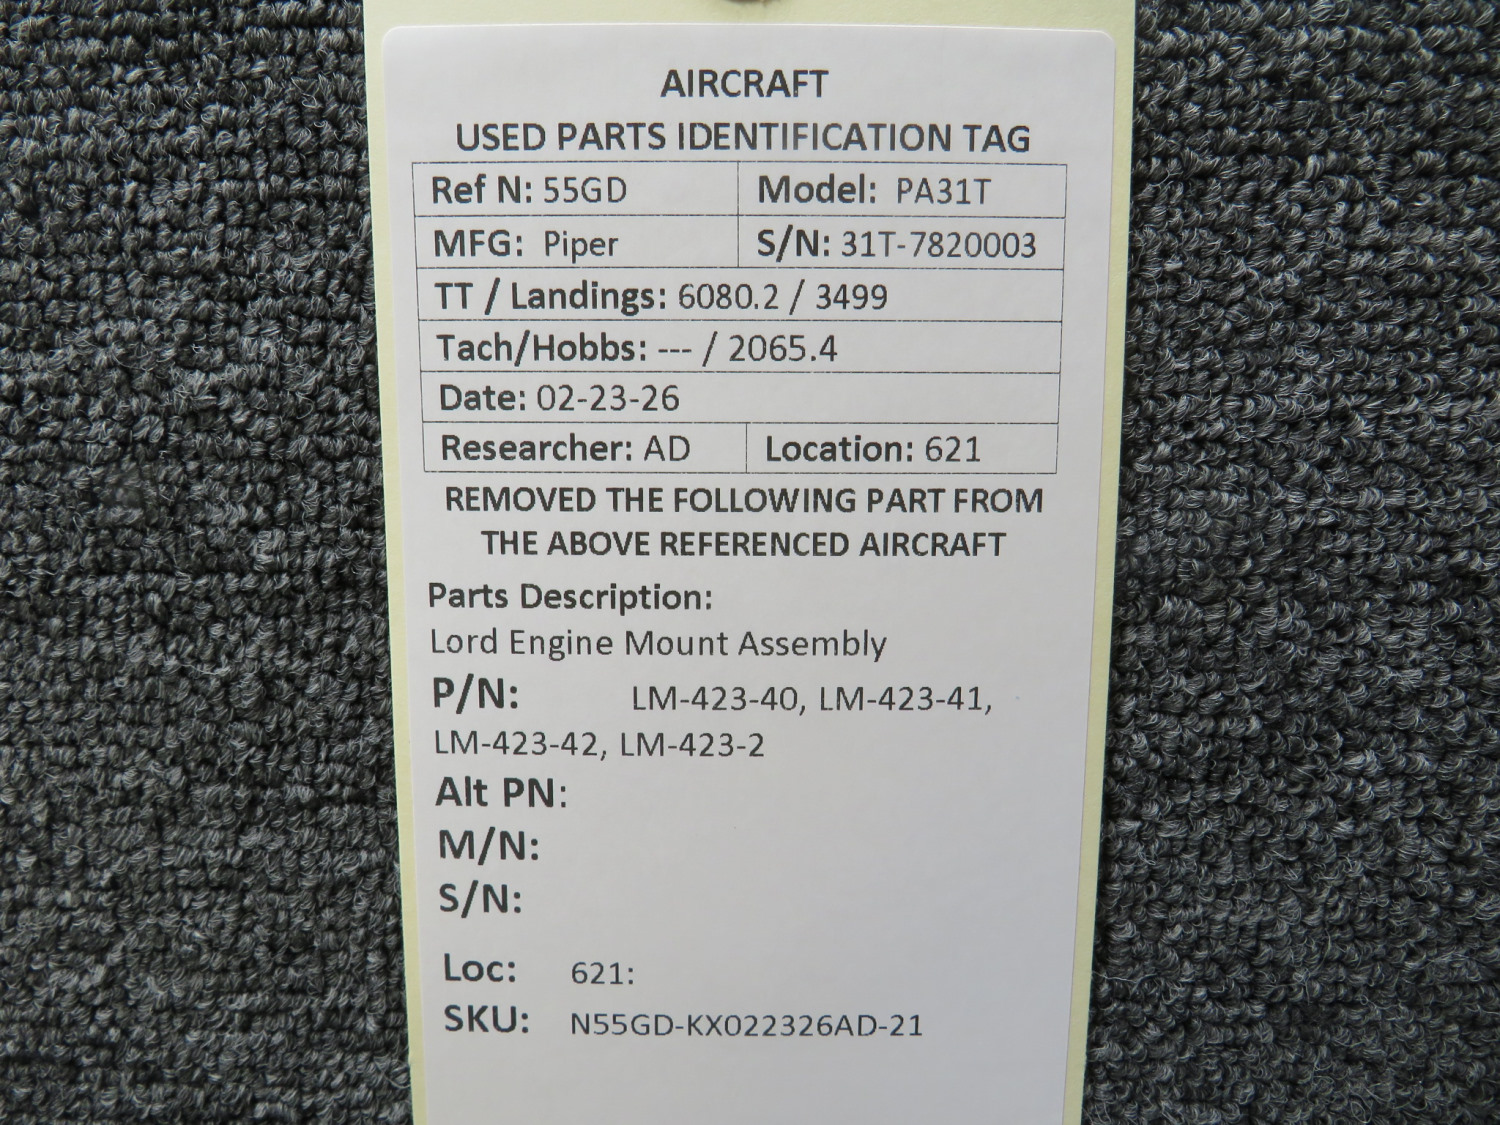 AIRCRAFT
USED PARTS IDENTIFICATION TAG
Ref N: 55GD Model: PA31T
MFG: Piper S/N: 31T-7820003
TT / Landings: 6080.2 / 3499
Tach/Hobbs: --- / 2065.4
Date: 02-23-26
Researcher: AD Location: 621
REMOVED THE FOLLOWING PART FROM
THE ABOVE REFERENCED AIRCRAFT
Parts Description:
Lord Engine Mount Assembly
P/N: LM-423-40, LM-423-41,
LM-423-42, LM-423-2
Alt PN:
M/N:
S/N:
Loc: 621:
SKU: N55GD-KX022326AD-21